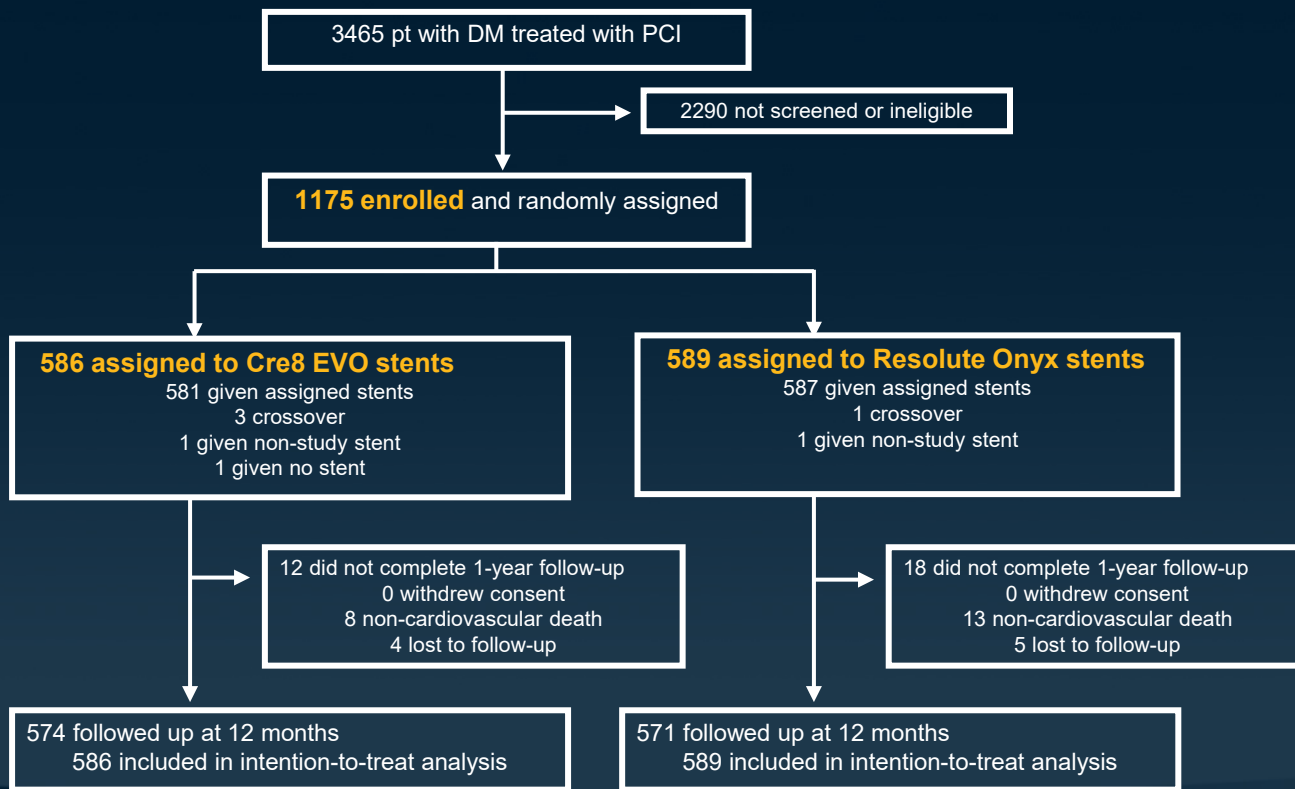 3465 pt with DM treated with PCI
2290 not screened or ineligible
1175 enrolled and randomly assigned
586 assigned to Cre8 EVO stents
581 given assigned stents
3 crossover
1 given non-study stent
1 given no stent
589 assigned to Resolute Onyx stents
587 given assigned stents
1 crossover
1 given non-study stent
12 did not complete 1-year follow-up
0 withdrew consent
8 non-cardiovascular death
4 lost to follow-up
18 did not complete 1-year follow-up
0 withdrew consent
13 non-cardiovascular death
5 lost to follow-up
574 followed up at 12 months
586 included in intention-to-treat analysis
571 followed up at 12 months
589 included in intention-to-treat analysis